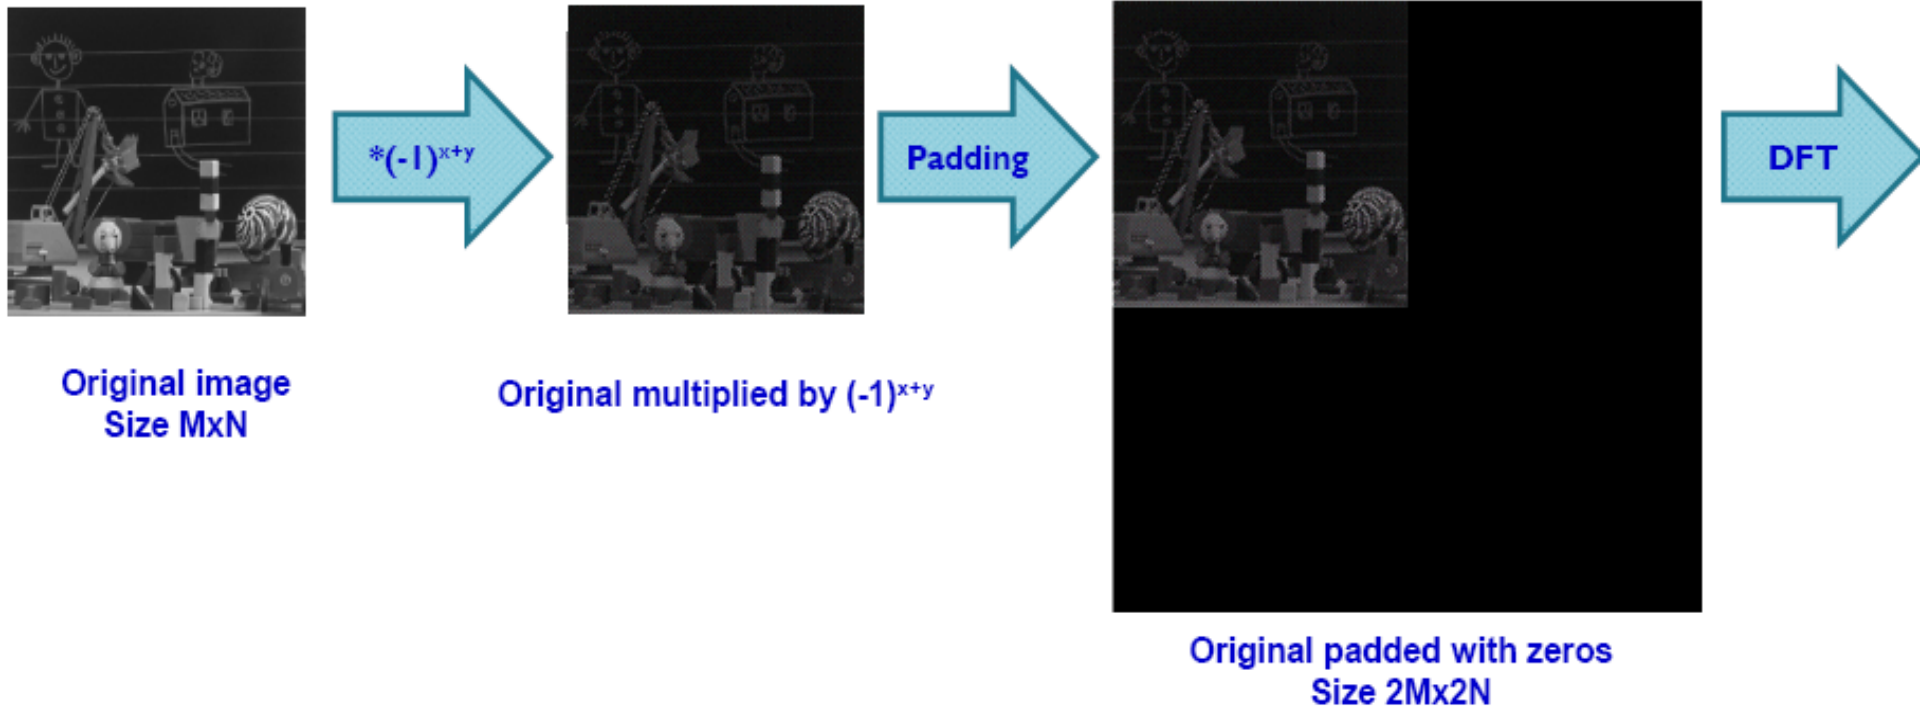 *(-1)ˣ⁺ʸ
Padding
DFT
Original image
Size MxN
Original multiplied by (-1)ˣ⁺ʸ
Original padded with zeros
Size 2Mx2N